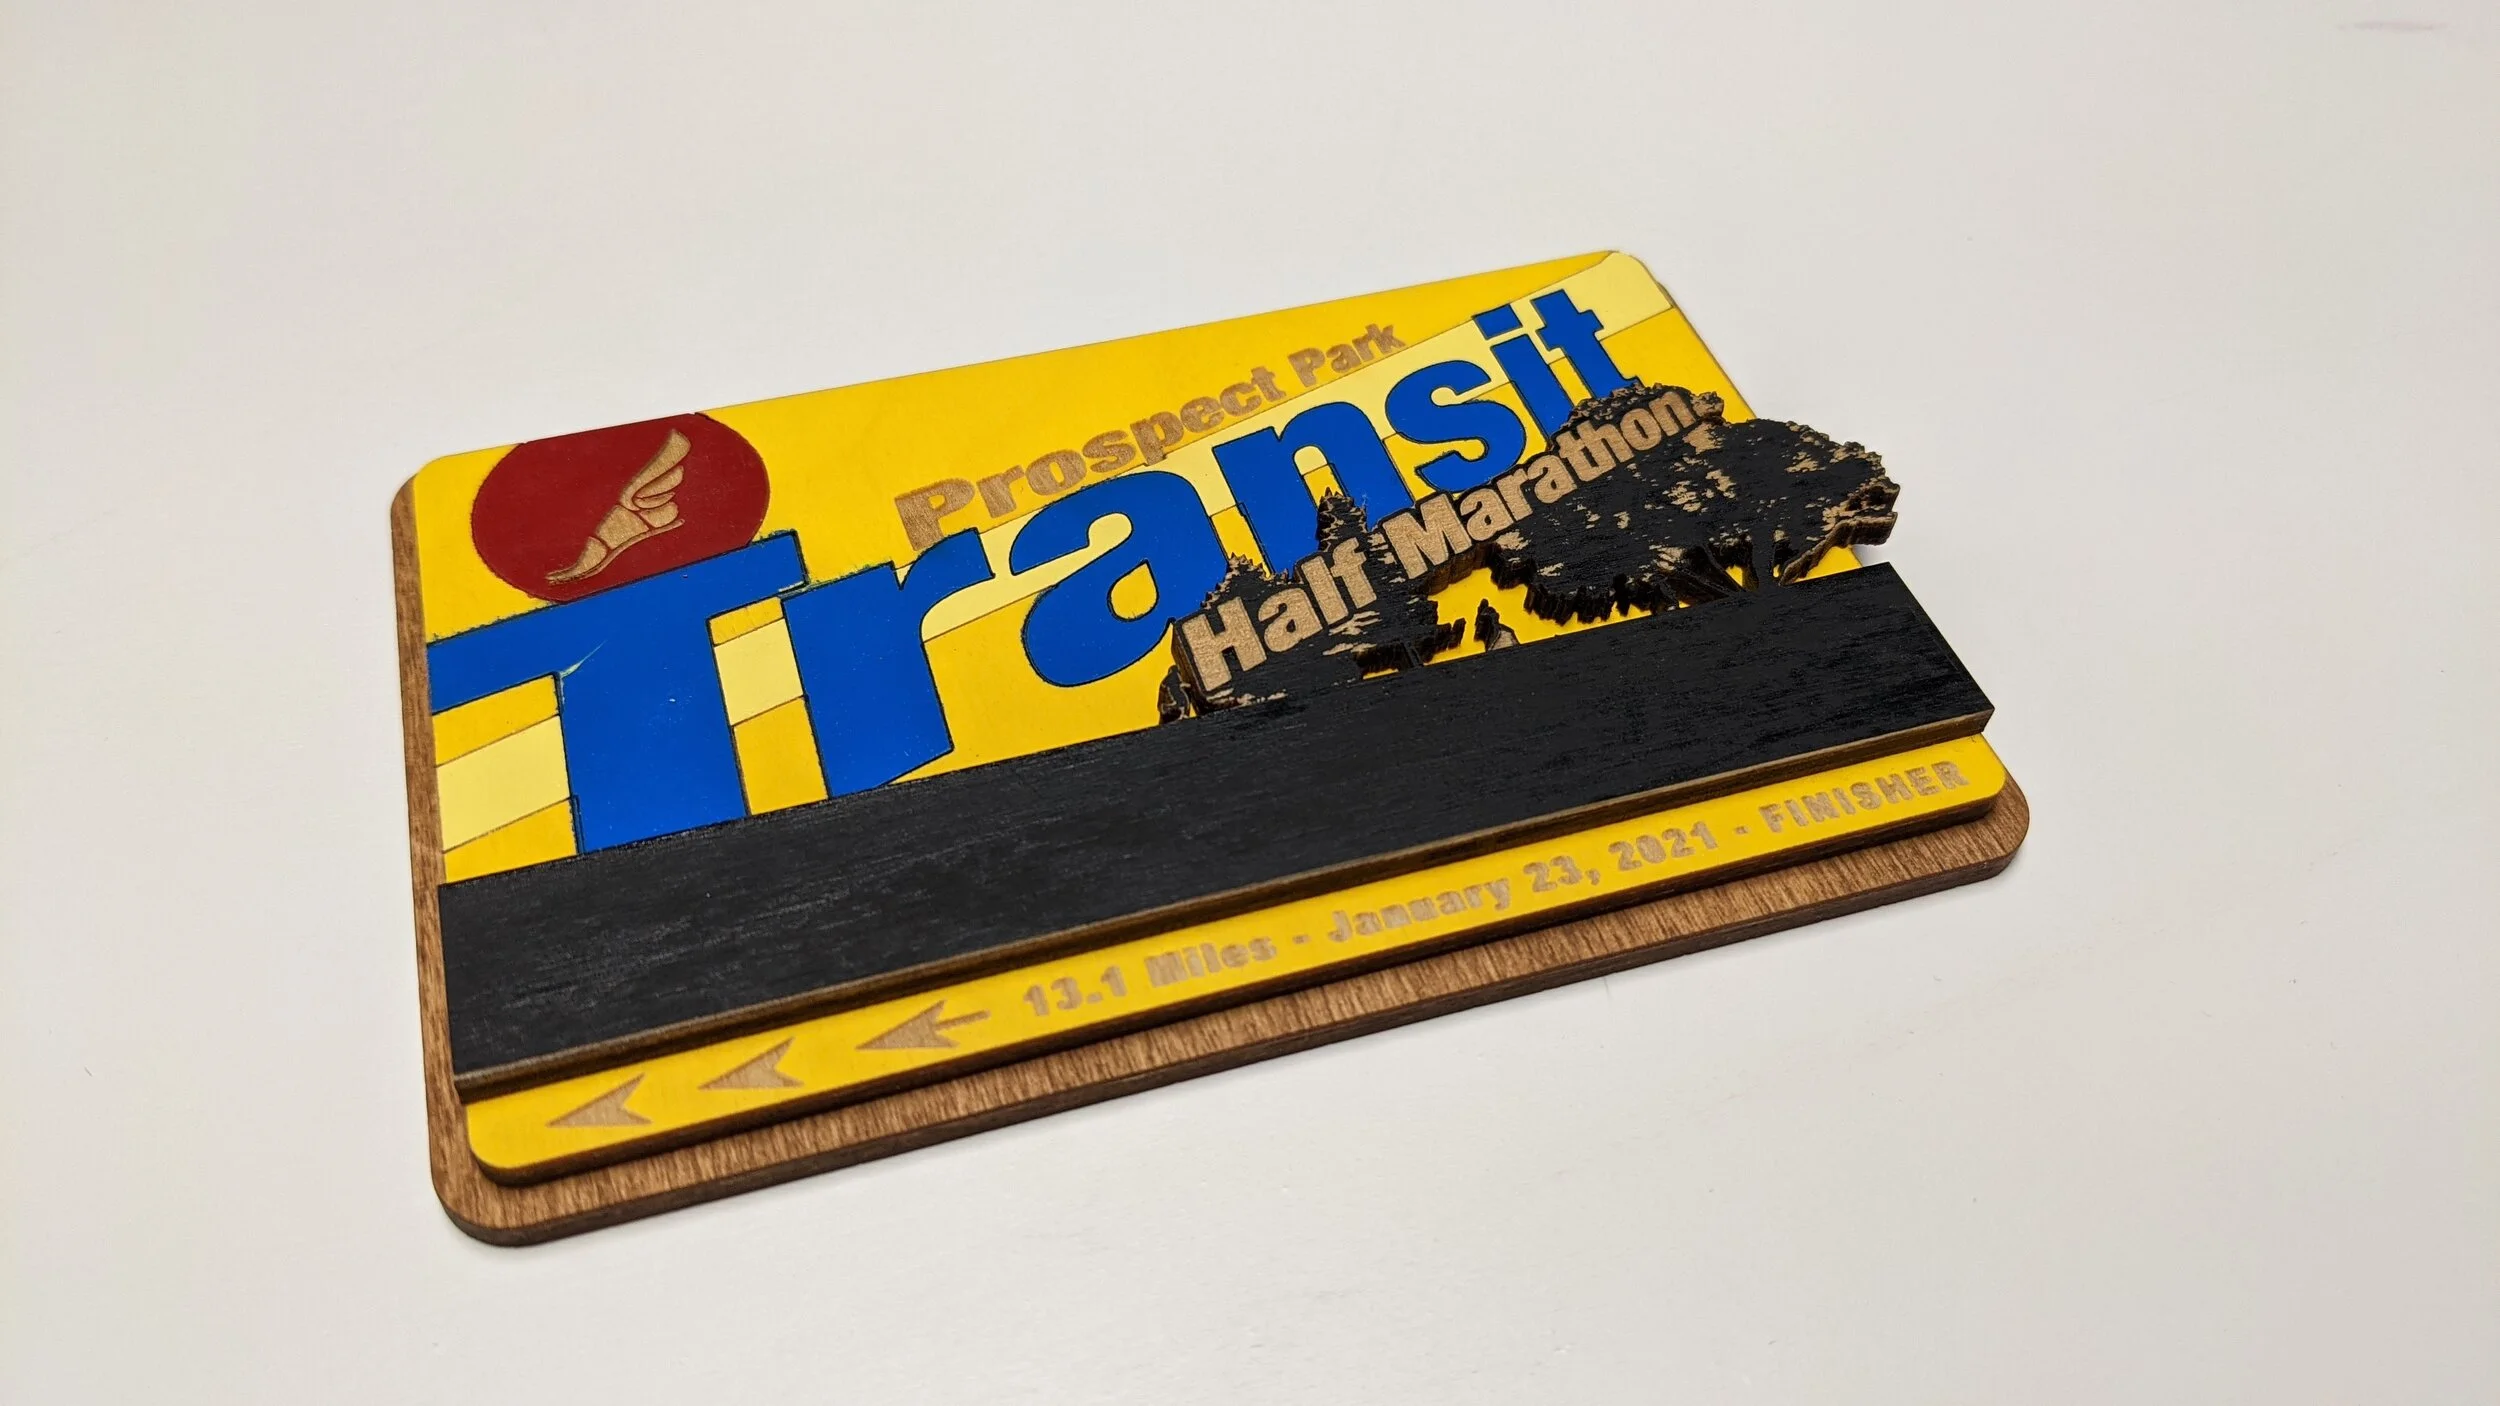 Prospect Park
Transit
Half Marathon
13.1 Miles - January 23, 2021 - FINISHER